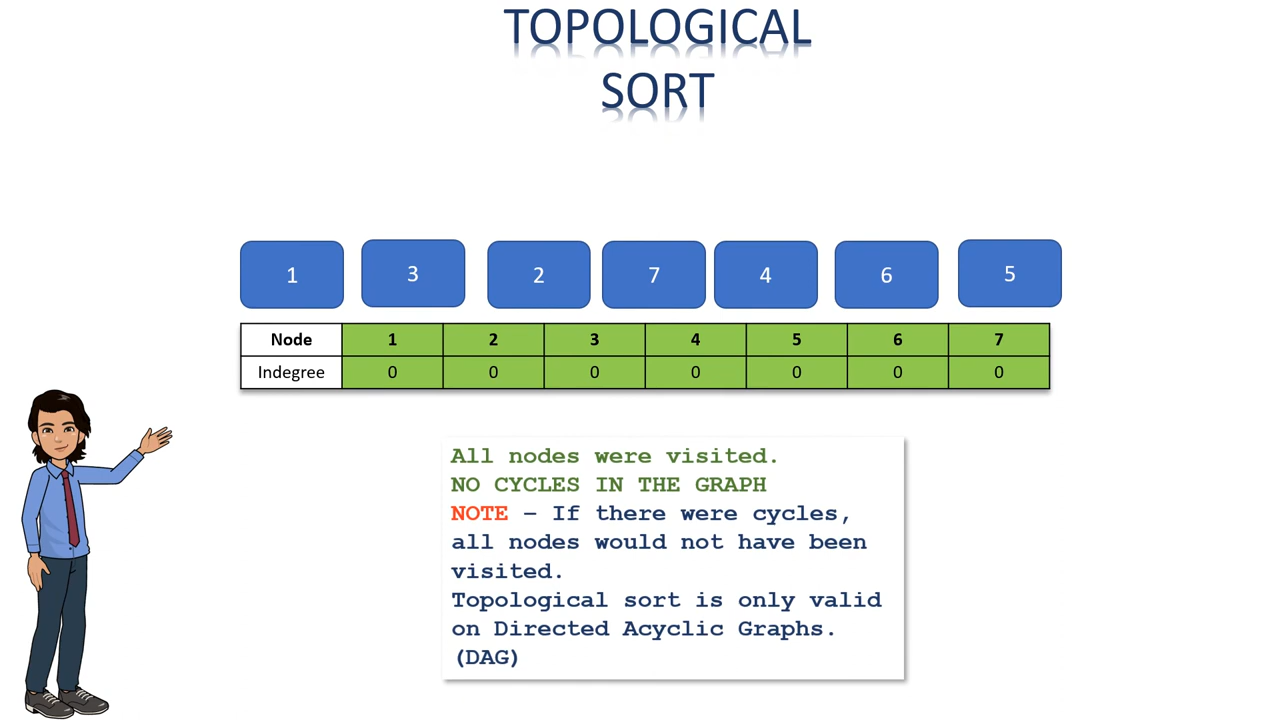 TOPOLOGICAL
SORT
1 3 2 7 4 6 5
Node 1 2 3 4 5 6 7
Indegree 0 0 0 0 0 0 0
All nodes were visited.
NO CYCLES IN THE GRAPH
NOTE – If there were cycles,
all nodes would not have been
visited.
Topological sort is only valid
on Directed Acyclic Graphs.
(DAG)